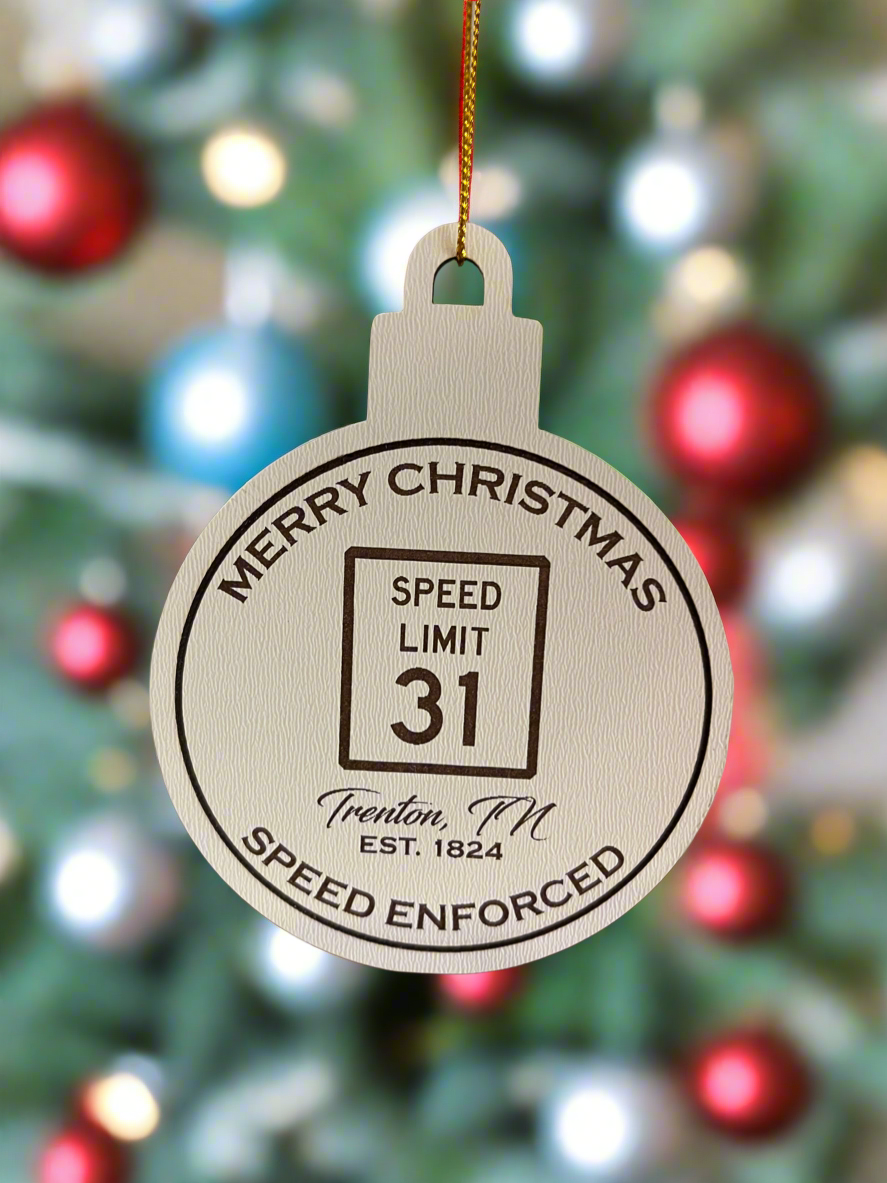 MERRY CHRISTMAS
SPEED
LIMIT
31
Trenton, TN
EST. 1824
SPEED ENFORCED